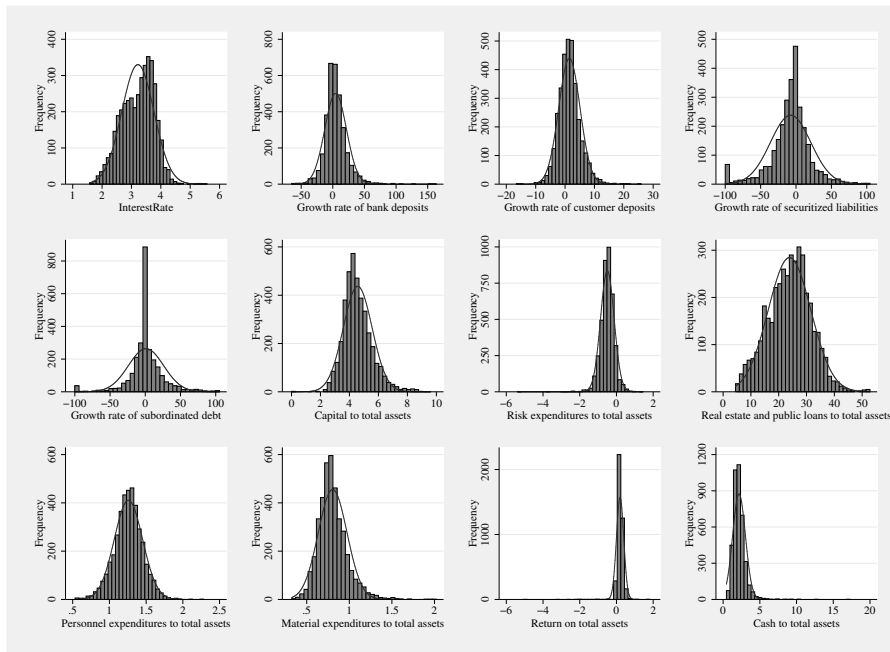 Frequency
0 100 200 300 400
1 2 3 4 5 6
InterestRate
Frequency
0 200 400 600 800
−50 0 50 100 150
Growth rate of bank deposits
Frequency
0 100 200 300 400 500
−20 −10 0 10 20 30
Growth rate of customer deposits
Frequency
0 100 200 300 400 500
−100 −50 0 50 100
Growth rate of securitized liabilities
Frequency
0 200 400 600 800
−100 −50 0 50 100
Growth rate of subordinated debt
Frequency
0 200 400 600
0 2 4 6 8 10
Capital to total assets
Frequency
0 250 500 750 1000
−6 −4 −2 0 2
Risk expenditures to total assets
Frequency
0 100 200 300
0 10 20 30 40 50
Real estate and public loans to total assets
Frequency
0 200 400 600
.5 1 1.5 2 2.5
Personnel expenditures to total assets
Frequency
0 200 400 600
.5 1 1.5 2
Material expenditures to total assets
Frequency
0 1000 2000
−6 −4 −2 0 2
Return on total assets
Frequency
0 300 600 900 1200
0 5 10 15 20
Cash to total assets